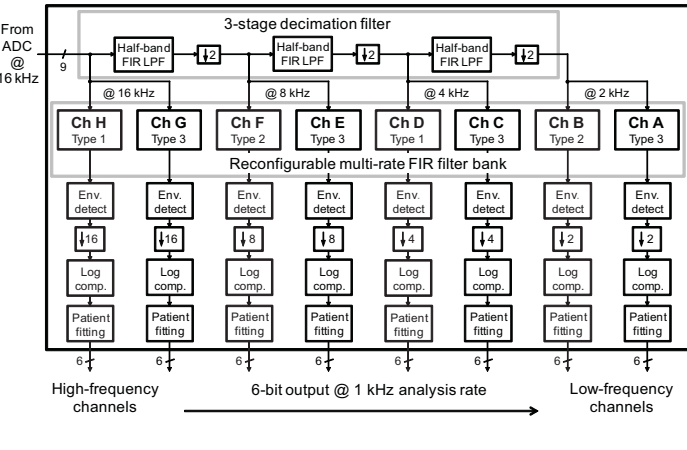 3-stage decimation filter
From
ADC
@
16 kHz
9
Half-band
FIR LPF
↓2
Half-band
FIR LPF
↓2
Half-band
FIR LPF
↓2
@ 16 kHz
@ 8 kHz
@ 4 kHz
@ 2 kHz
Ch H
Type 1
Ch G
Type 3
Ch F
Type 2
Ch E
Type 3
Ch D
Type 1
Ch C
Type 3
Ch B
Type 2
Ch A
Type 3
Reconfigurable multi-rate FIR filter bank
Env.
detect
Env.
detect
Env.
detect
Env.
detect
Env.
detect
Env.
detect
Env.
detect
Env.
detect
↓16
↓16
↓8
↓8
↓4
↓4
↓2
↓2
Log
comp.
Log
comp.
Log
comp.
Log
comp.
Log
comp.
Log
comp.
Log
comp.
Log
comp.
Patient
fitting
Patient
fitting
Patient
fitting
Patient
fitting
Patient
fitting
Patient
fitting
Patient
fitting
Patient
fitting
6
6
6
6
6
6
6
6
High-frequency
channels
6-bit output @ 1 kHz analysis rate
Low-frequency
channels